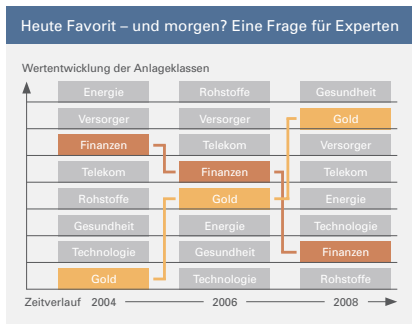 Heute Favorit – und morgen? Eine Frage für Experten
Wertentwicklung der Anlageklassen
Energie Rohstoffe Gesundheit
Versorger Versorger Gold
Finanzen Telekom Versorger
Telekom Finanzen Telekom
Rohstoffe Gold Energie
Gesundheit Energie Technologie
Technologie Gesundheit Finanzen
Gold Technologie Rohstoffe
Zeitverlauf 2004 2006 2008